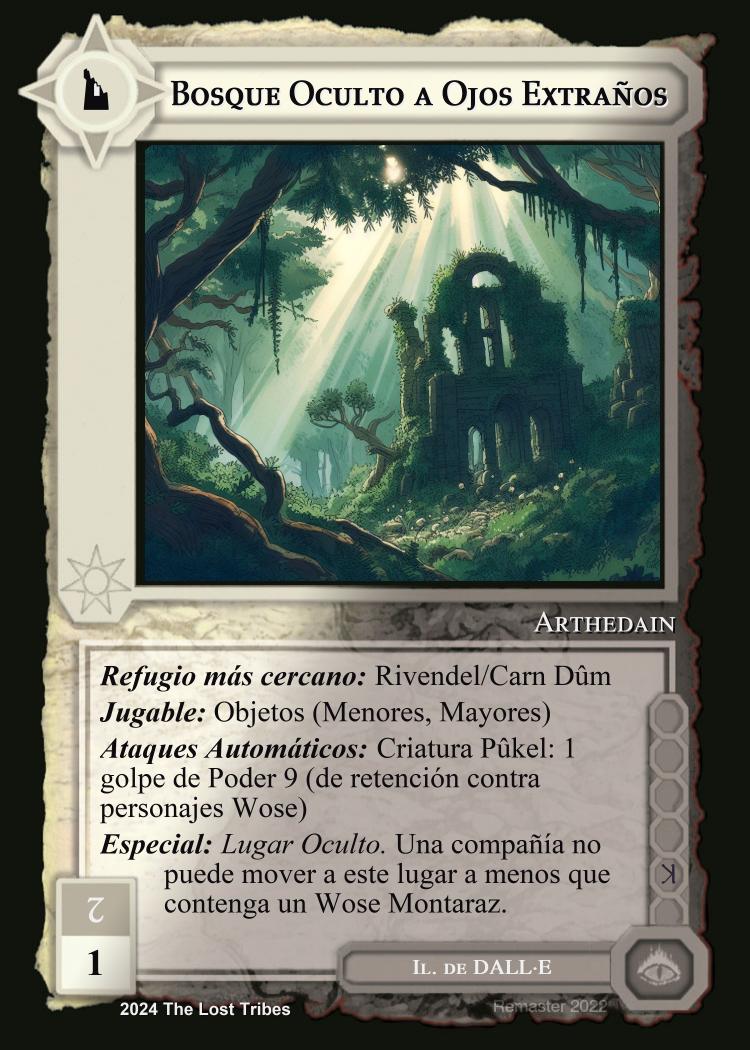 Bosque Oculto a Ojos Extraños
Arthedain
Refugio más cercano: Rivendel/Carn Dûm
Jugable: Objetos (Menores, Mayores)
Ataques Automáticos: Criatura Pûkel: 1
golpe de Poder 9 (de retención contra
personajes Wose)
Especial: Lugar Oculto. Una compañía no
puede mover a este lugar a menos que
contenga un Wose Montaraz.
K
2
1
Il. de DALL·E
2024 The Lost Tribes
Remaster 2022